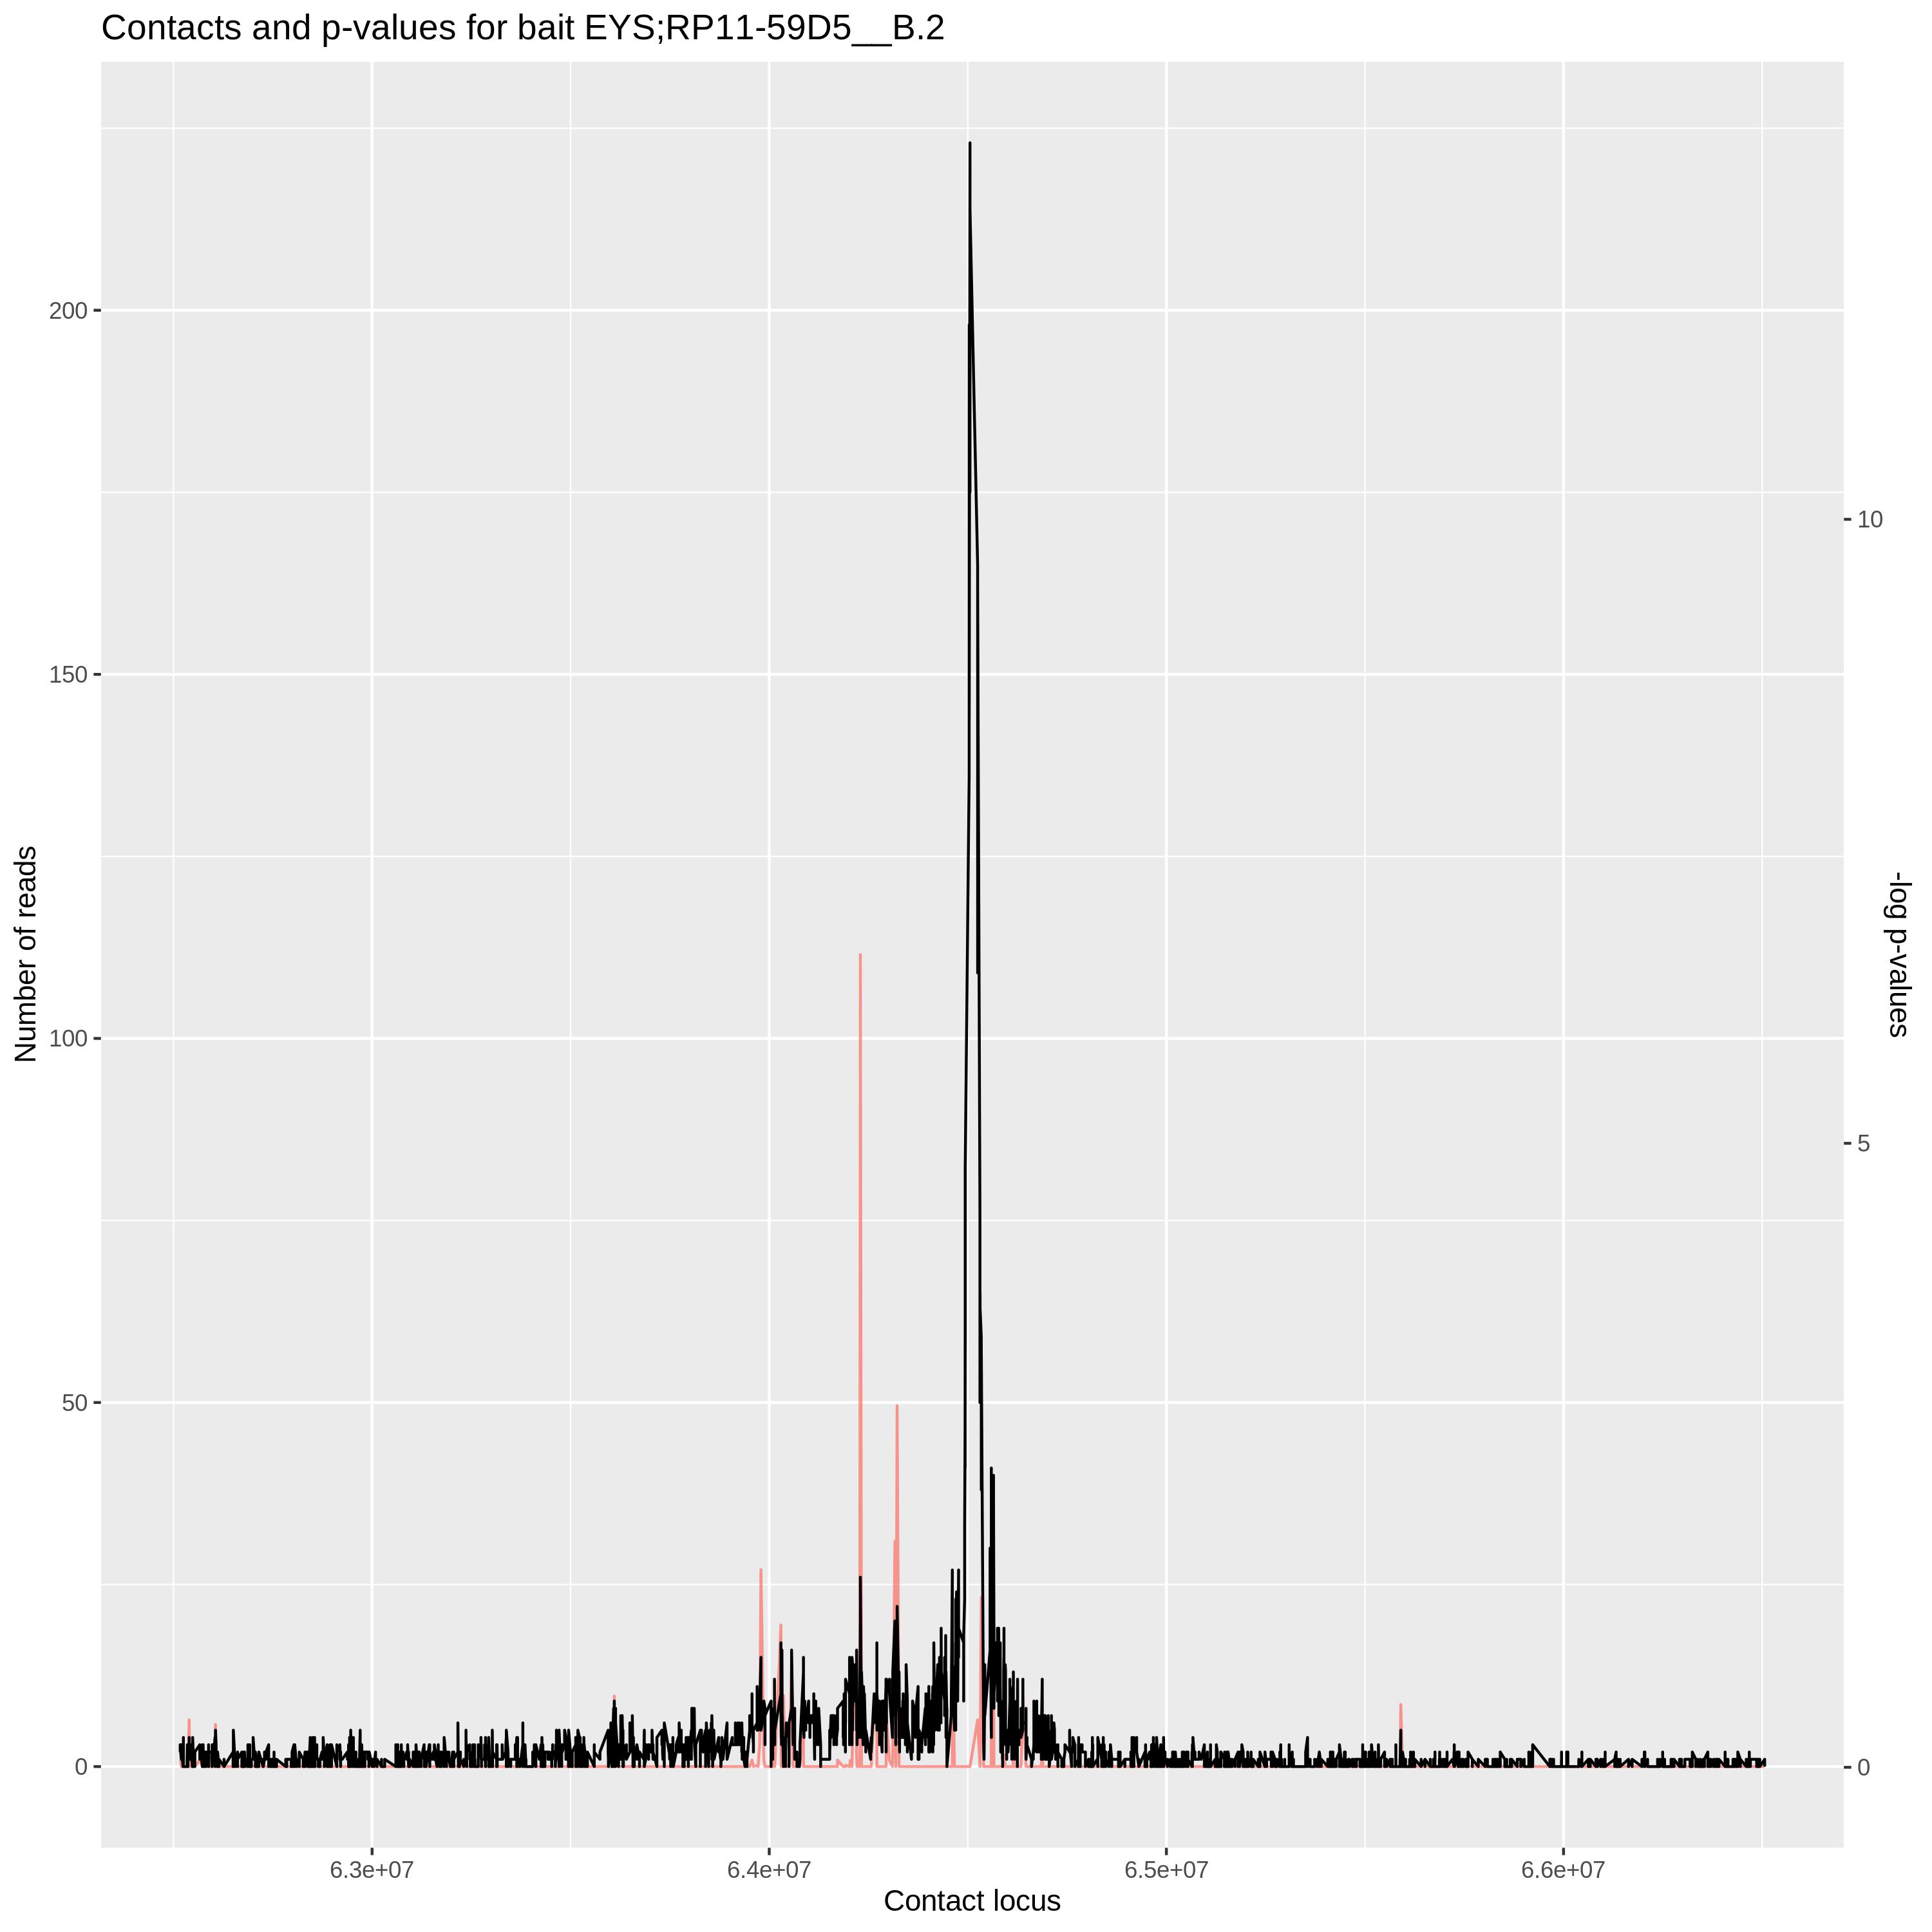 Contacts and p-values for bait EYS;RP11-59D5__B.2
200
150
100
50
0
Number of reads
10
5
0
-log p-values
6.3e+07
6.4e+07
6.5e+07
6.6e+07
Contact locus